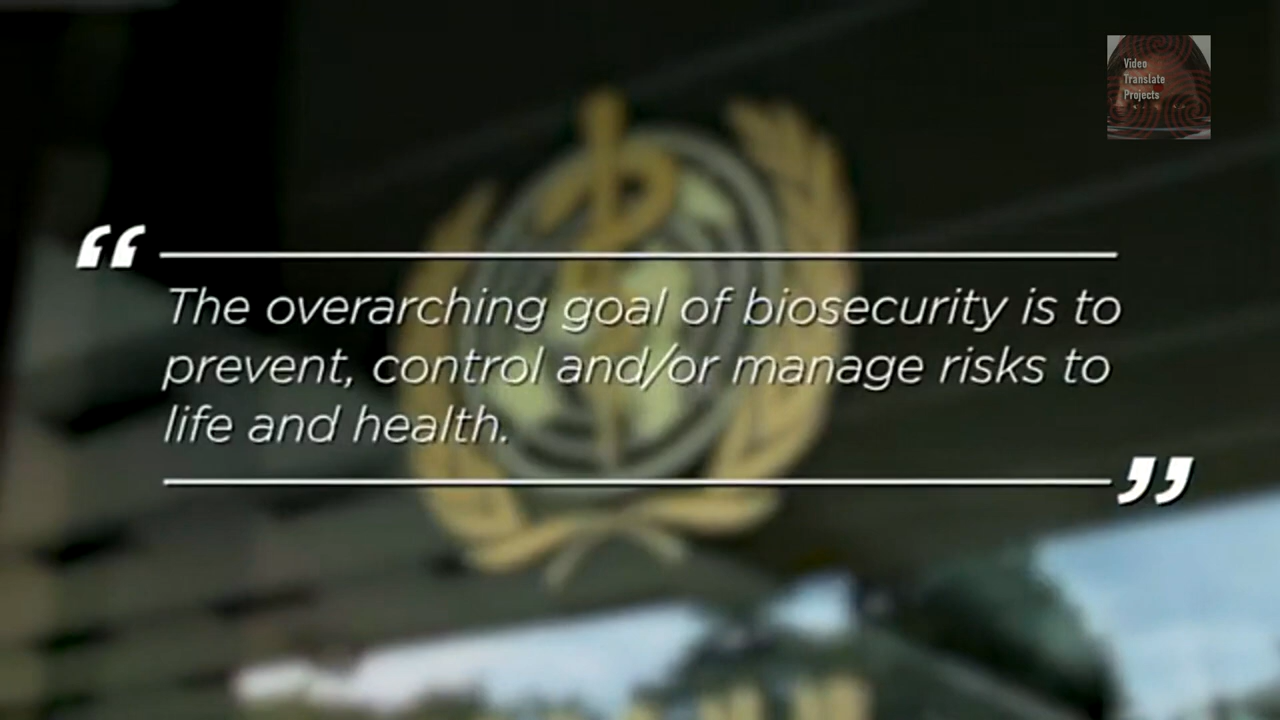 Video
Translate
Projects
“
The overarching goal of biosecurity is to
prevent, control and/or manage risks to
life and health.
”